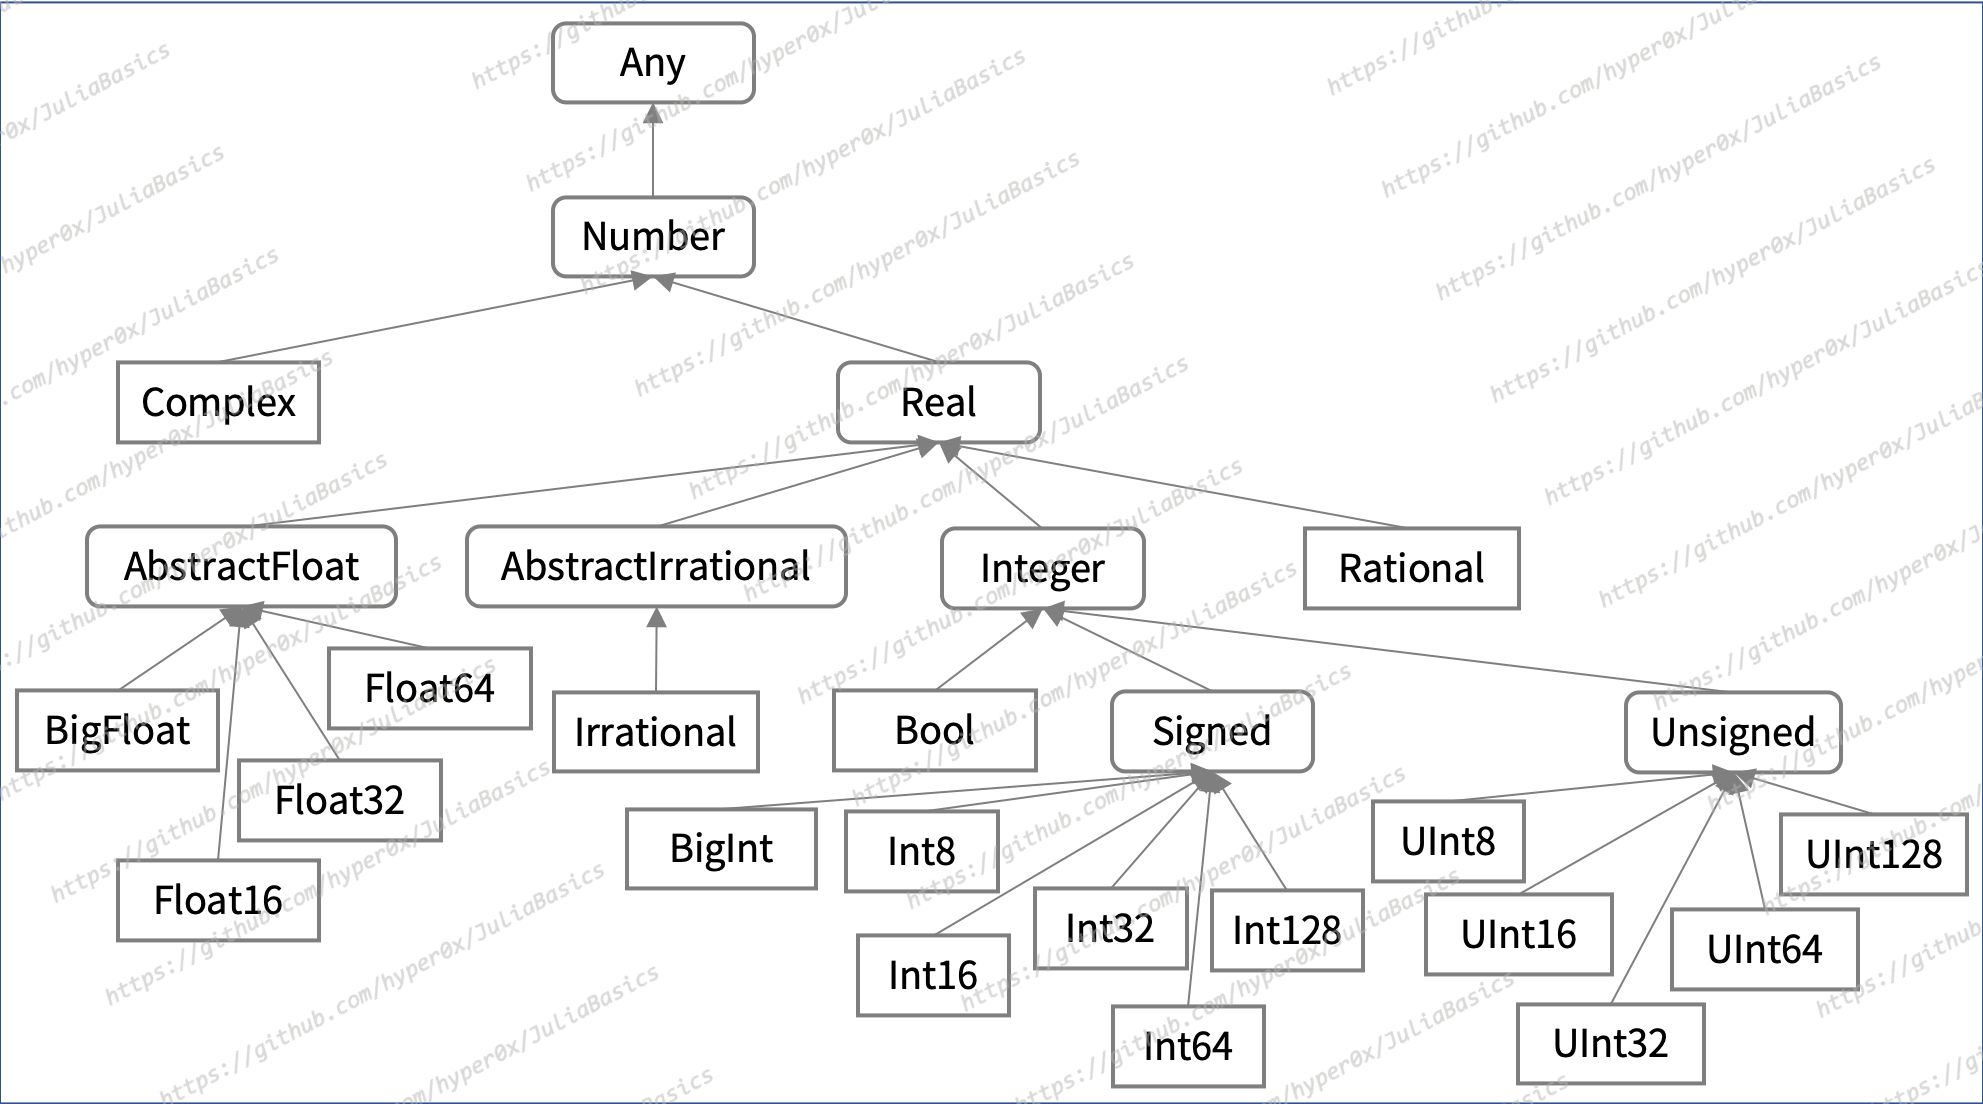 Any
Number
Complex
Real
AbstractFloat
AbstractIrrational
Integer
Rational
BigFloat
Float64
Irrational
Bool
Signed
Unsigned
Float32
Float16
BigInt
Int8
Int16
Int32
Int128
Int64
UInt8
UInt128
UInt16
UInt64
UInt32
https://github.com/hyper0x/JuliaBasics